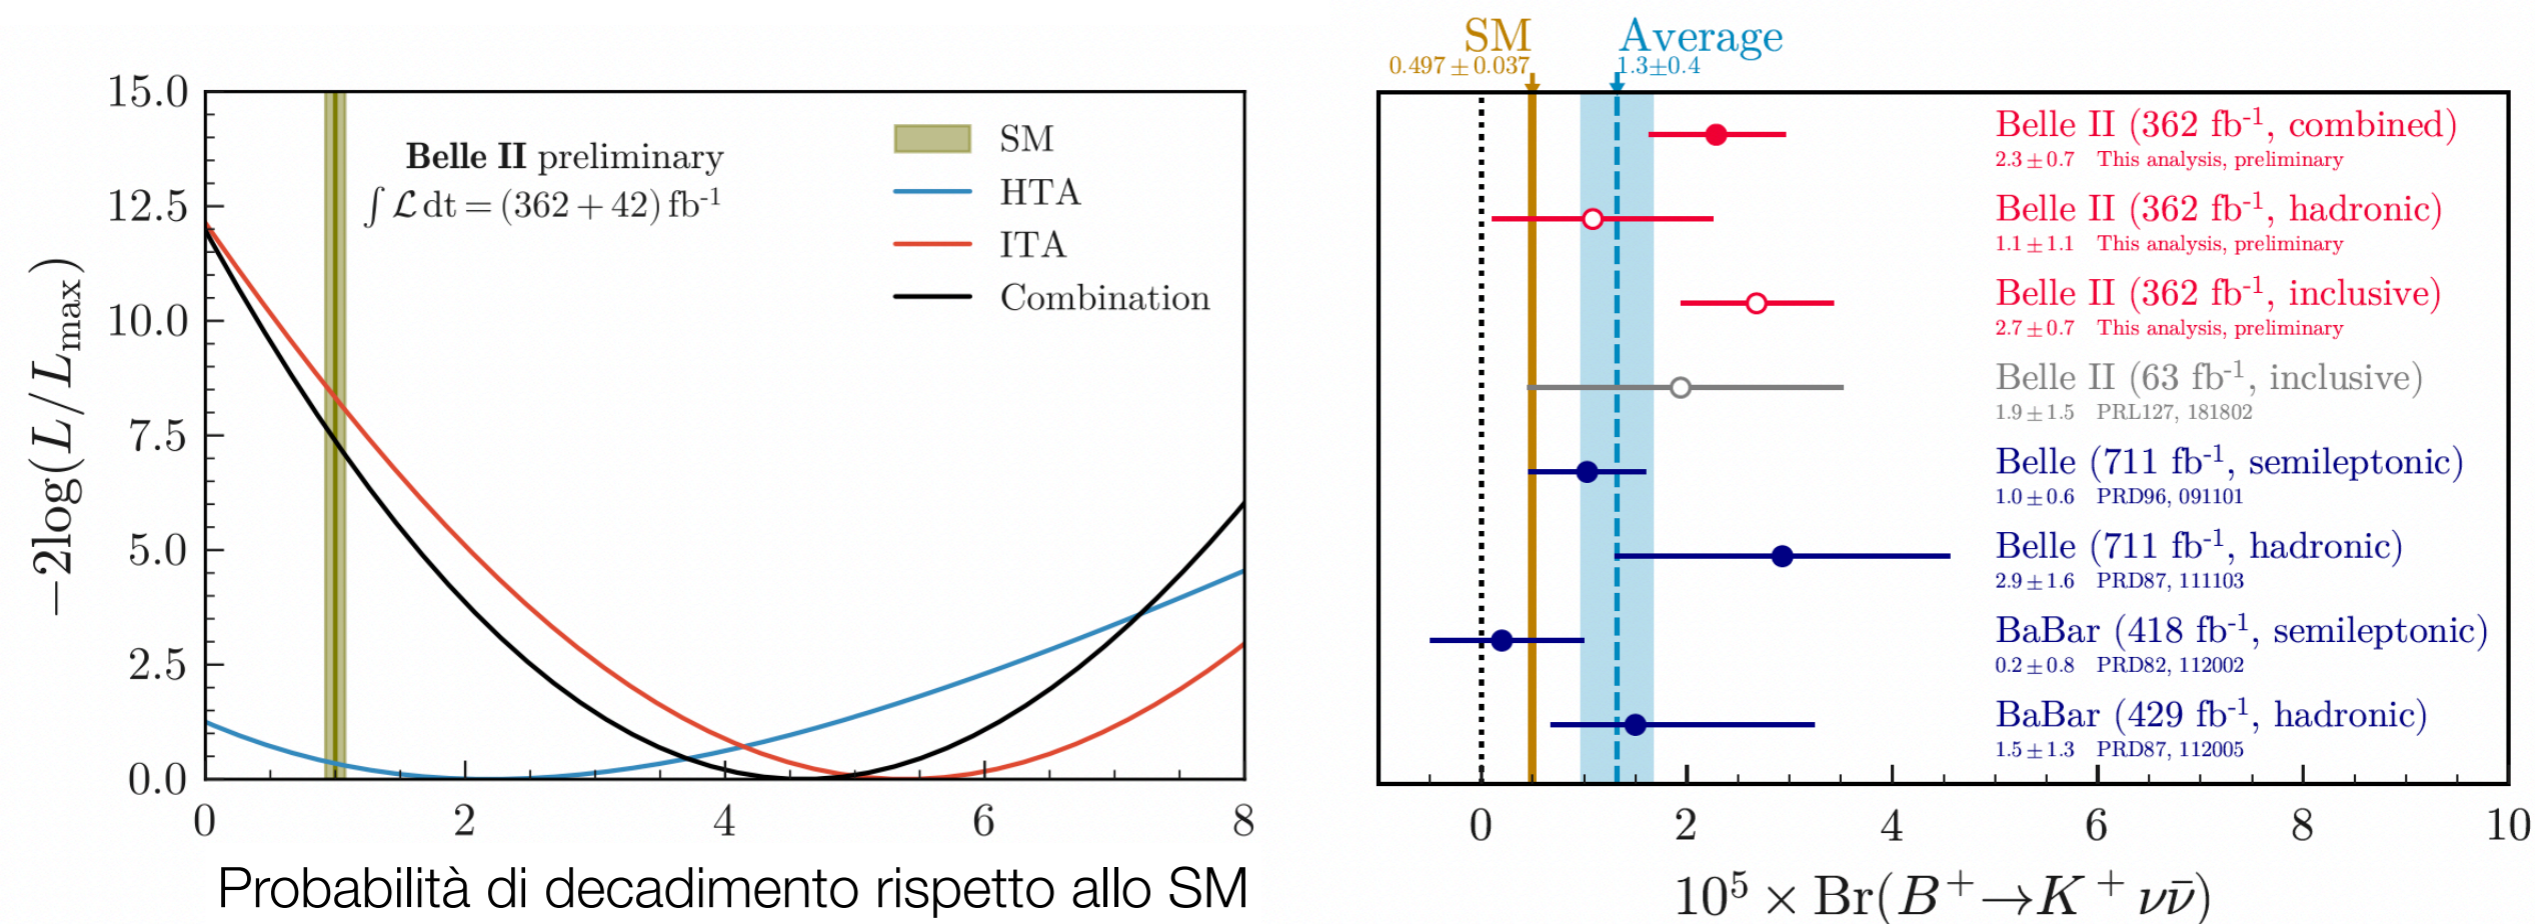 15.0
12.5
10.0
7.5
5.0
2.5
0.0
−2log(L/L_max)
Belle II preliminary
∫ℒ dt = (362 + 42) fb⁻¹
SM
HTA
ITA
Combination
0 2 4 6 8
Probabilità di decadimento rispetto allo SM
SM
0.497 ± 0.037
Average
1.3±0.4
Belle II (362 fb⁻¹, combined)
2.3 ± 0.7 This analysis, preliminary
Belle II (362 fb⁻¹, hadronic)
1.1 ± 1.1 This analysis, preliminary
Belle II (362 fb⁻¹, inclusive)
2.7 ± 0.7 This analysis, preliminary
Belle II (63 fb⁻¹, inclusive)
1.9 ± 1.5 PRL127, 181802
Belle (711 fb⁻¹, semileptonic)
1.0 ± 0.6 PRD96, 091101
Belle (711 fb⁻¹, hadronic)
2.9 ± 1.6 PRD87, 111103
BaBar (418 fb⁻¹, semileptonic)
0.2 ± 0.8 PRD82, 112002
BaBar (429 fb⁻¹, hadronic)
1.5 ± 1.3 PRD87, 112005
0 2 4 6 8 10
10⁵ × Br(B⁺→K⁺νν̄)